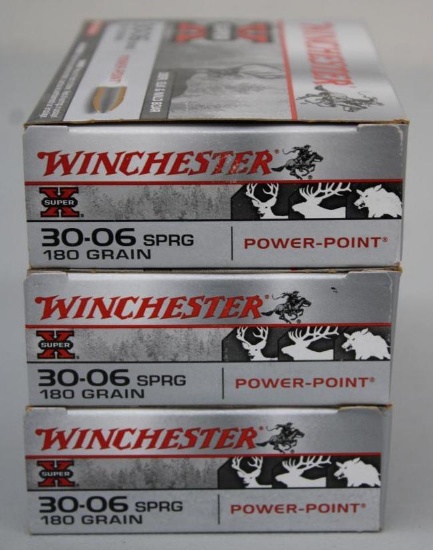 WINCHESTER
X
SUPER
30-06 SPRG
180 GRAIN
POWER-POINT®
WINCHESTER
X
SUPER
30-06 SPRG
180 GRAIN
POWER-POINT®
WINCHESTER
X
SUPER
30-06 SPRG
180 GRAIN
POWER-POINT®